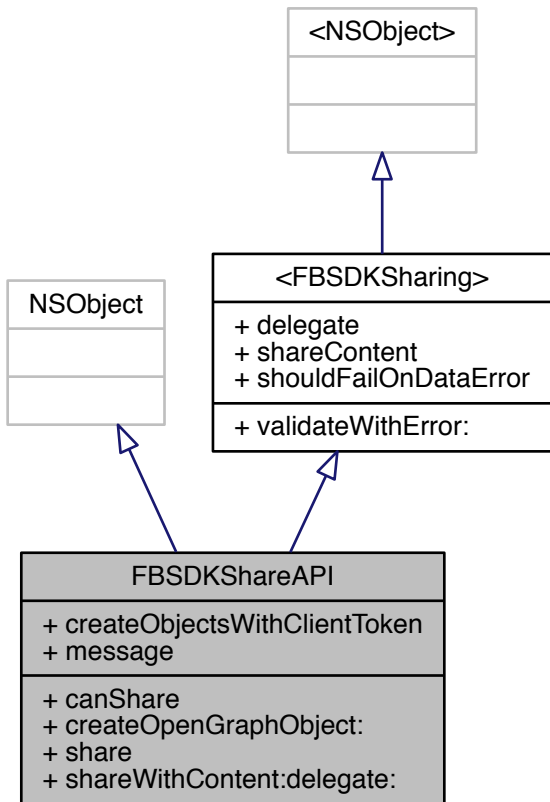 <NSObject>
<FBSDKSharing>
+ delegate
+ shareContent
+ shouldFailOnDataError
+ validateWithError:
NSObject
FBSDKShareAPI
+ createObjectsWithClientToken
+ message
+ canShare
+ createOpenGraphObject:
+ share
+ shareWithContent:delegate: